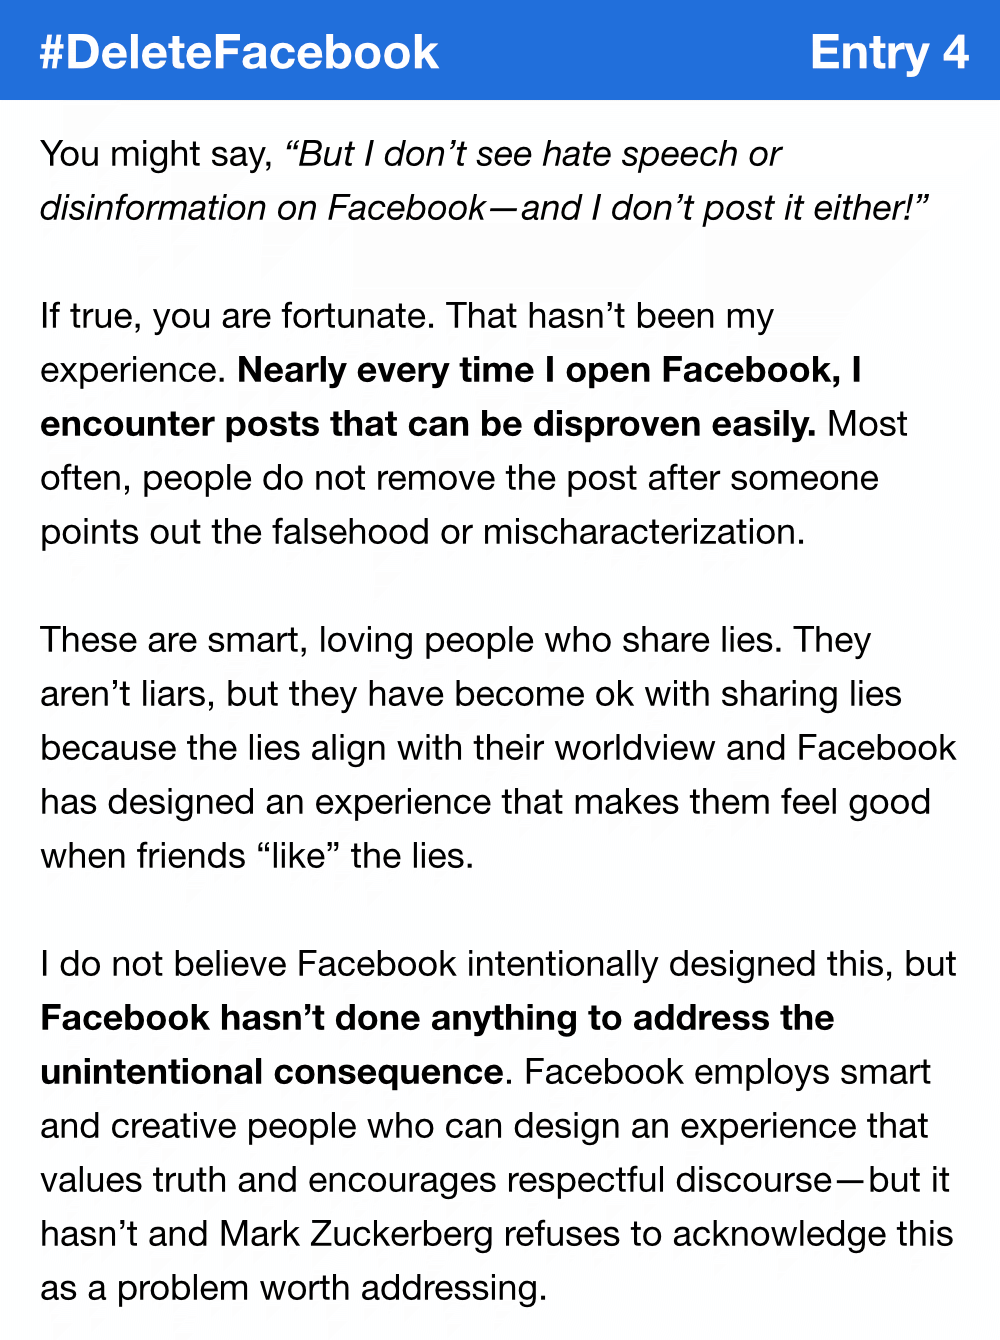 #DeleteFacebook Entry 4
You might say, “But I don’t see hate speech or
disinformation on Facebook—and I don’t post it either!”
If true, you are fortunate. That hasn’t been my
experience. Nearly every time I open Facebook, I
encounter posts that can be disproven easily. Most
often, people do not remove the post after someone
points out the falsehood or mischaracterization.
These are smart, loving people who share lies. They
aren’t liars, but they have become ok with sharing lies
because the lies align with their worldview and Facebook
has designed an experience that makes them feel good
when friends “like” the lies.
I do not believe Facebook intentionally designed this, but
Facebook hasn’t done anything to address the
unintentional consequence. Facebook employs smart
and creative people who can design an experience that
values truth and encourages respectful discourse—but it
hasn’t and Mark Zuckerberg refuses to acknowledge this
as a problem worth addressing.